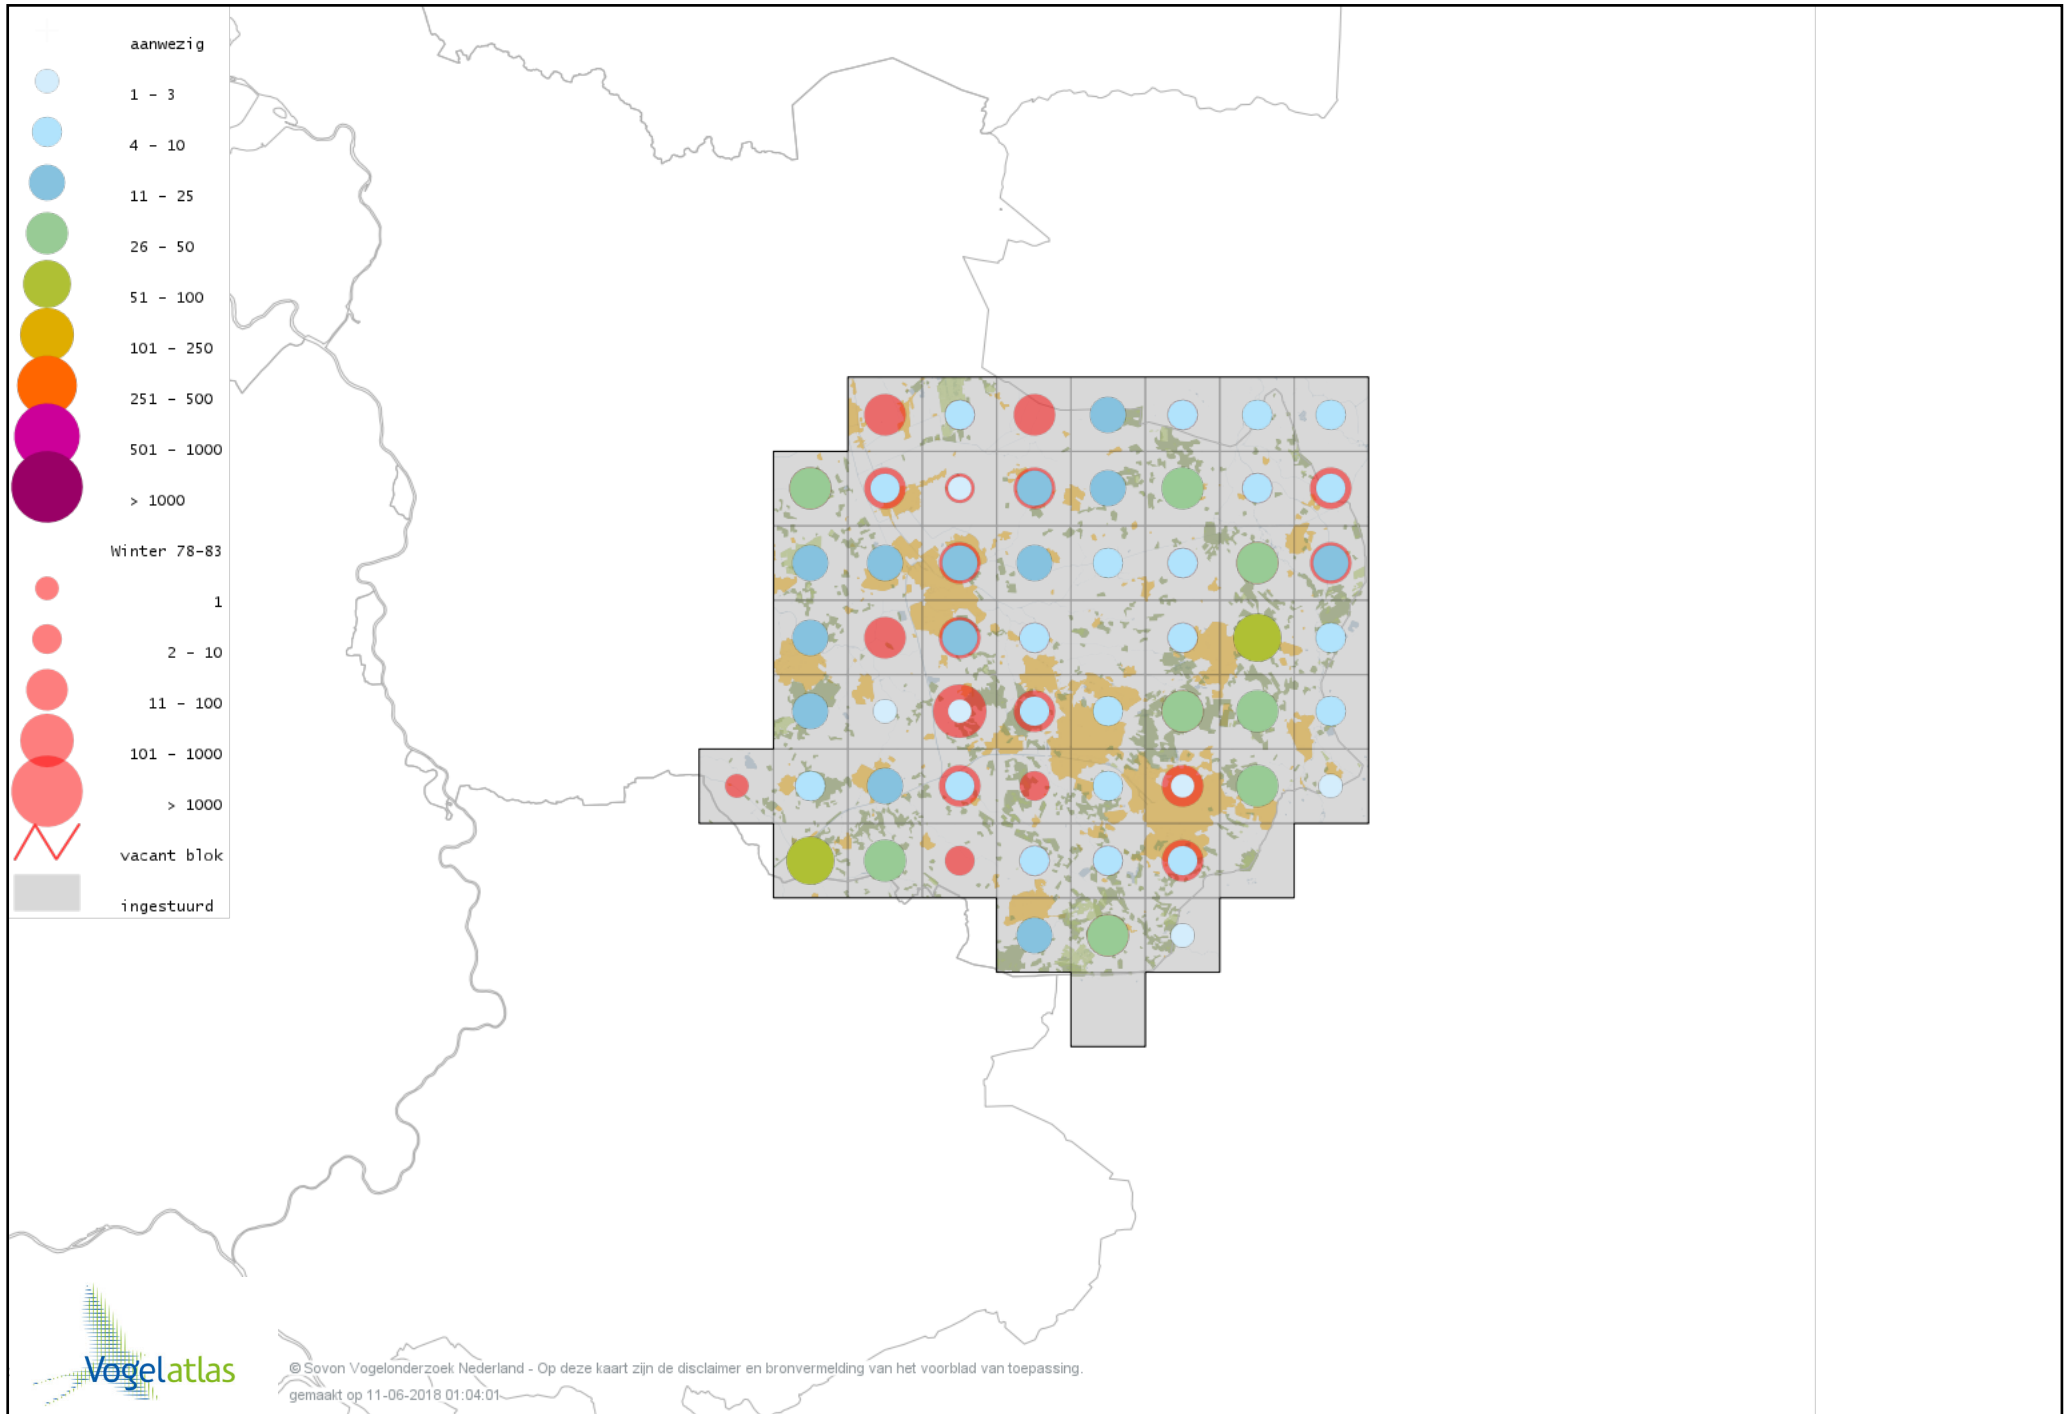 aanwezig
1 - 3
4 - 10
11 - 25
26 - 50
51 - 100
101 - 250
251 - 500
501 - 1000
> 1000
Winter 78-83
1
2 - 10
11 - 100
101 - 1000
> 1000
vacant blok
ingestuurd
Vogelatlas
© Sovon Vogelonderzoek Nederland - Op deze kaart zijn de disclaimer en bronvermelding van het voorblad van toepassing.
gemaakt op 11-06-2018 01:04:01